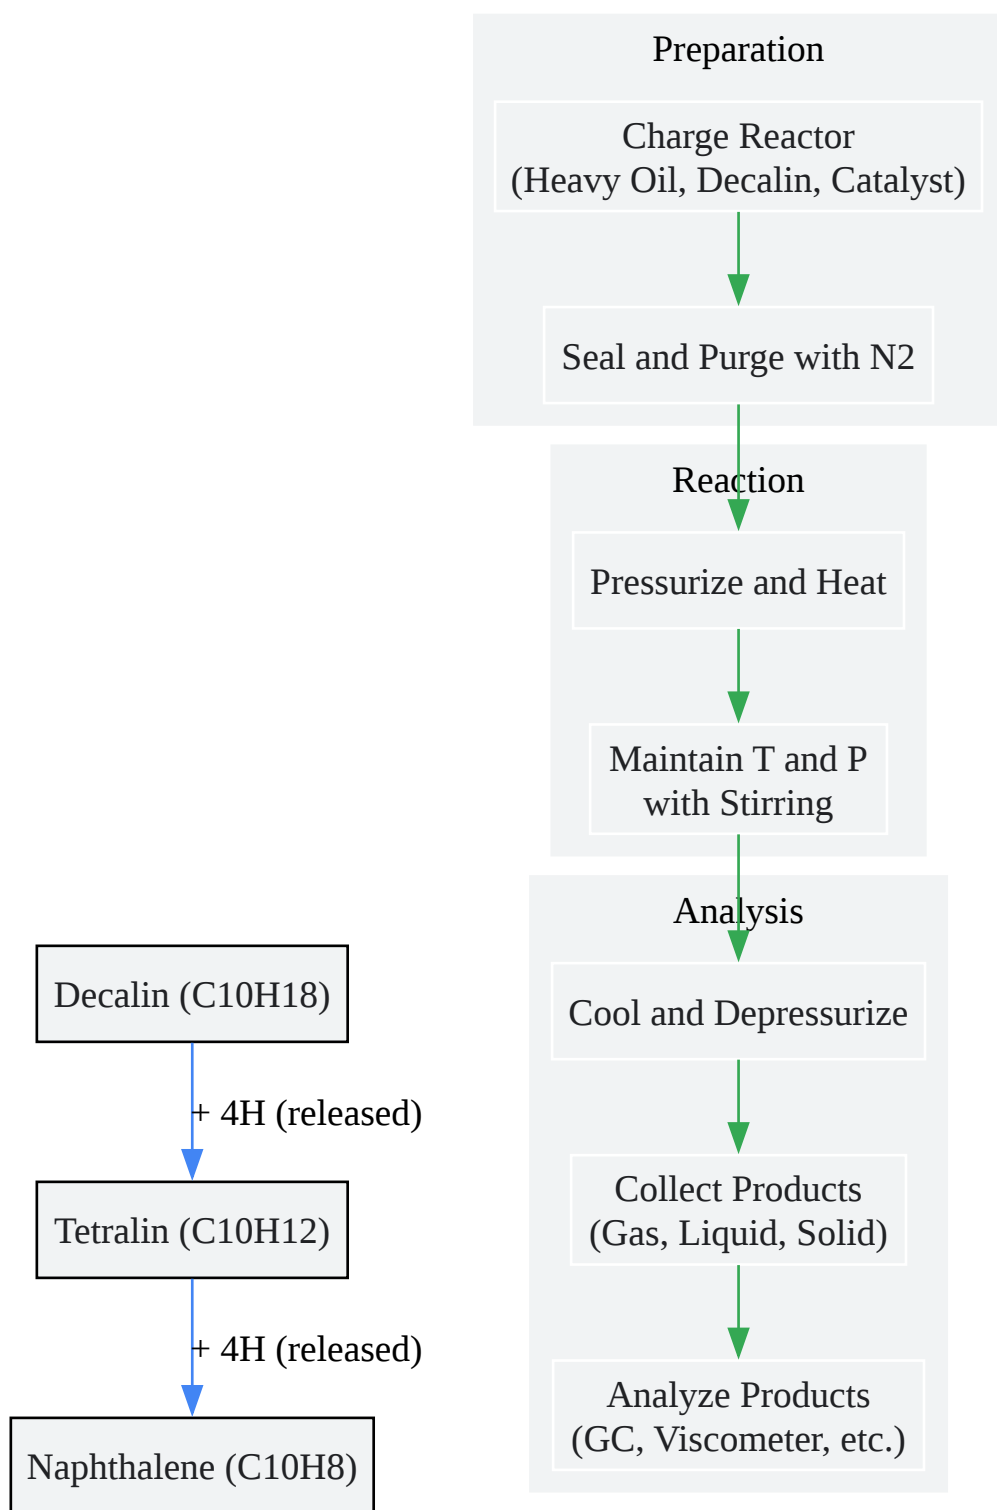 Preparation
Charge Reactor
(Heavy Oil, Decalin, Catalyst)
Seal and Purge with N2
Reaction
Pressurize and Heat
Maintain T and P
with Stirring
Analysis
Cool and Depressurize
Collect Products
(Gas, Liquid, Solid)
Analyze Products
(GC, Viscometer, etc.)
Decalin (C10H18)
+ 4H (released)
Tetralin (C10H12)
+ 4H (released)
Naphthalene (C10H8)